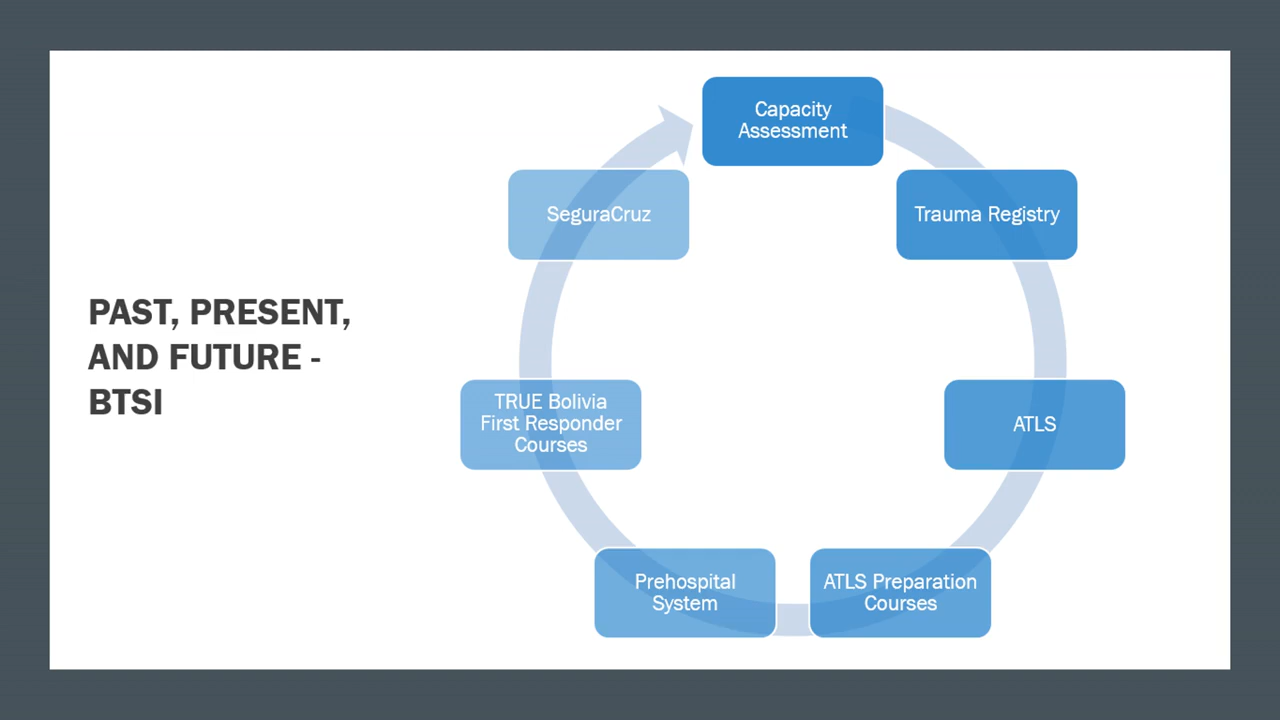 PAST, PRESENT,
AND FUTURE -
BTSI
Capacity
Assessment
Trauma Registry
ATLS
ATLS Preparation
Courses
Prehospital
System
TRUE Bolivia
First Responder
Courses
SeguraCruz